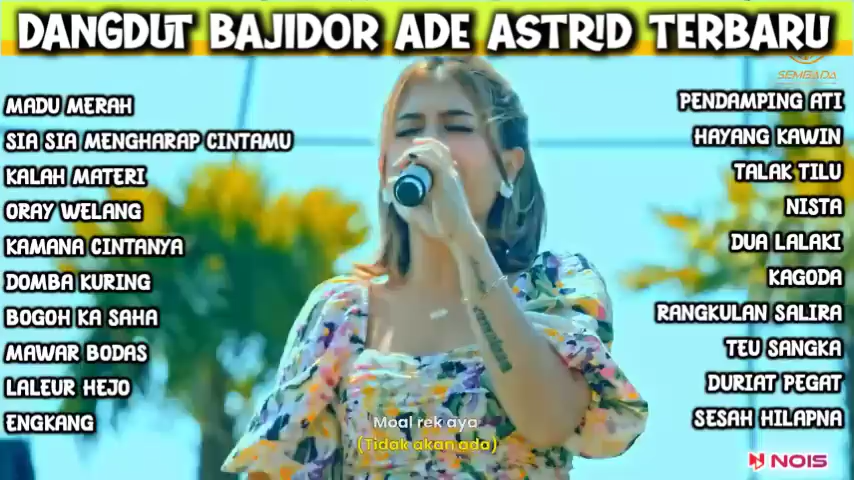 DANGDUT BAJIDOR ADE ASTRID TERBARU
SEMBADA
MADU MERAH
SIA SIA MENGHARAP CINTAMU
KALAH MATERI
ORAY WELANG
KAMANA CINTANYA
DOMBA KURING
BOGOH KA SAHA
MAWAR BODAS
LALEUR HEJO
ENGKANG
PENDAMPING ATI
HAYANG KAWIN
TALAK TILU
NISTA
DUA LALAKI
KAGODA
RANGKULAN SALIRA
TEU SANGKA
DURIAT PEGAT
SESAH HILAPNA
Moal rek aya
(Tidak akan ada)
NOIS